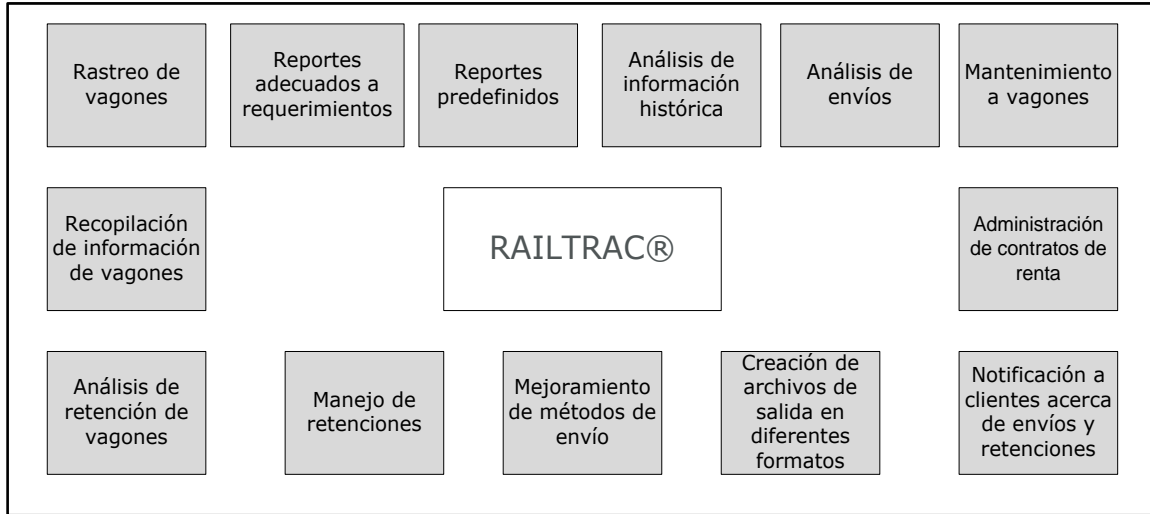 Rastreo de
vagones
Reportes
adecuados a
requerimientos
Reportes
predefinidos
Análisis de
información
histórica
Análisis de
envíos
Mantenimiento
a vagones
Recopilación
de información
de vagones
RAILTRAC®
Administración
de contratos de
renta
Análisis de
retención de
vagones
Manejo de
retenciones
Mejoramiento
de métodos de
envío
Creación de
archivos de
salida en
diferentes
formatos
Notificación a
clientes acerca
de envíos y
retenciones